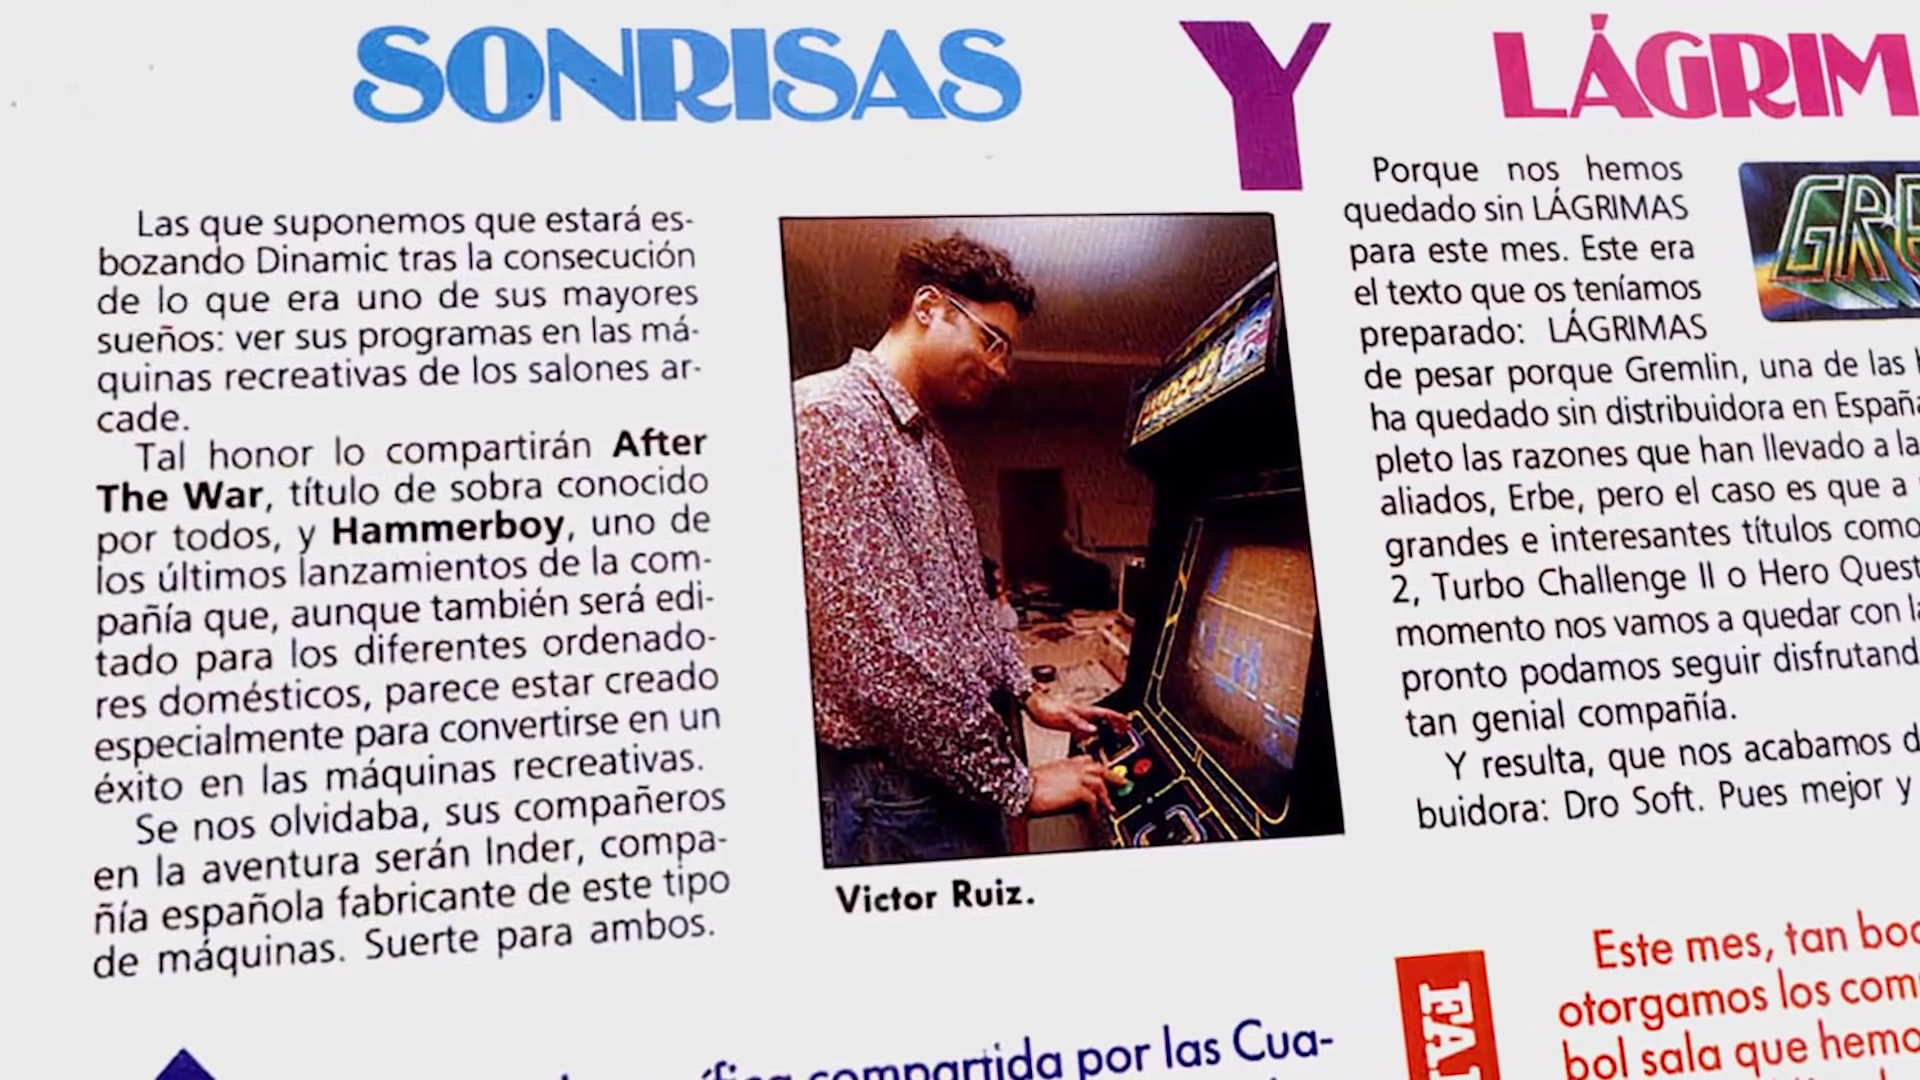 SONRISAS Y
Las que suponemos que estará es-
bozando Dinamic tras la consecución
de lo que era uno de sus mayores
sueños: ver sus programas en las má-
quinas recreativas de los salones ar-
cade.
Tal honor lo compartirán After
The War, título de sobra conocido
por todos, y Hammerboy, uno de
los últimos lanzamientos de la com-
pañía que, aunque también será edi-
tado para los diferentes ordenado-
res domésticos, parece estar creado
especialmente para convertirse en un
éxito en las máquinas recreativas.
Se nos olvidaba, sus compañeros
en la aventura serán Inder, compa-
ñía española fabricante de este tipo
de máquinas. Suerte para ambos.
Victor Ruiz.
LÁGRIM
Porque nos hemos
quedado sin LÁGRIMAS
para este mes. Este era
el texto que os teníamos
preparado: LÁGRIMAS
de pesar porque Gremlin, una de las
ha quedado sin distribuidora en España
pleto las razones que han llevado a la
aliados, Erbe, pero el caso es que a
grandes e interesantes títulos como
2, Turbo Challenge II o Hero Quest
momento nos vamos a quedar con
pronto podamos seguir disfrutand
tan genial compañía.
Y resulta, que nos acabamos d
buidora: Dro Soft. Pues mejor y
GRE
compartida por las Cua-
FA
Este mes, tan boc
otorgamos los com
bol sala que hemo